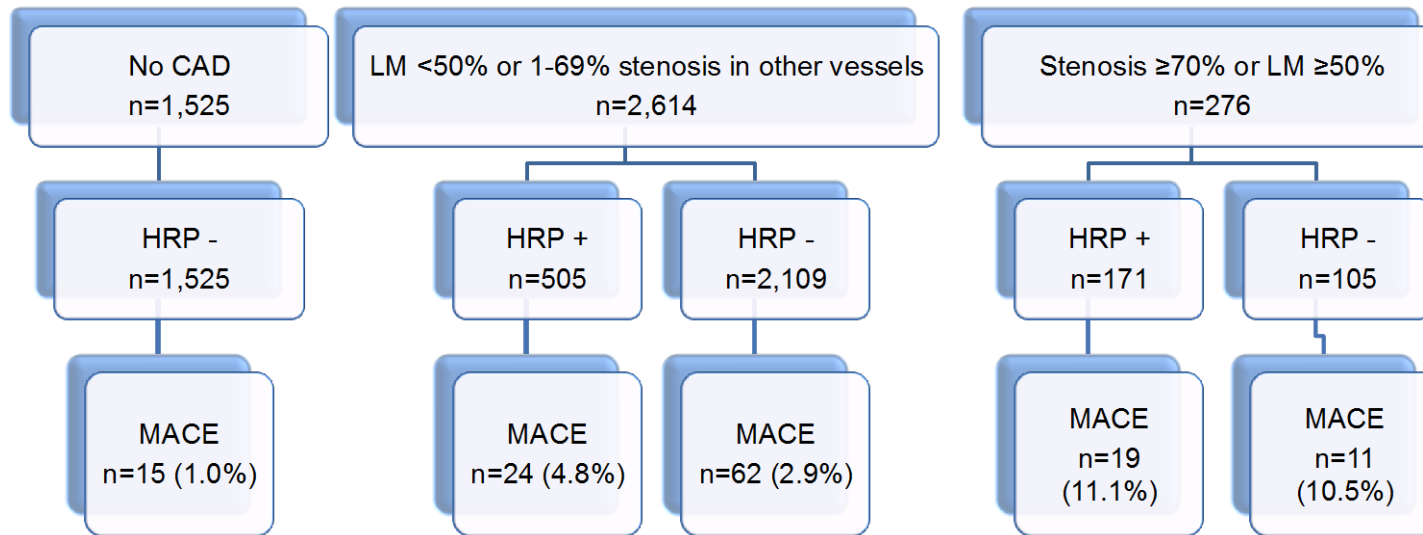 No CAD
n=1,525
LM <50% or 1-69% stenosis in other vessels
n=2,614
Stenosis ≥70% or LM ≥50%
n=276
HRP -
n=1,525
HRP +
n=505
HRP -
n=2,109
HRP +
n=171
HRP -
n=105
MACE
n=15 (1.0%)
MACE
n=24 (4.8%)
MACE
n=62 (2.9%)
MACE
n=19
(11.1%)
MACE
n=11
(10.5%)